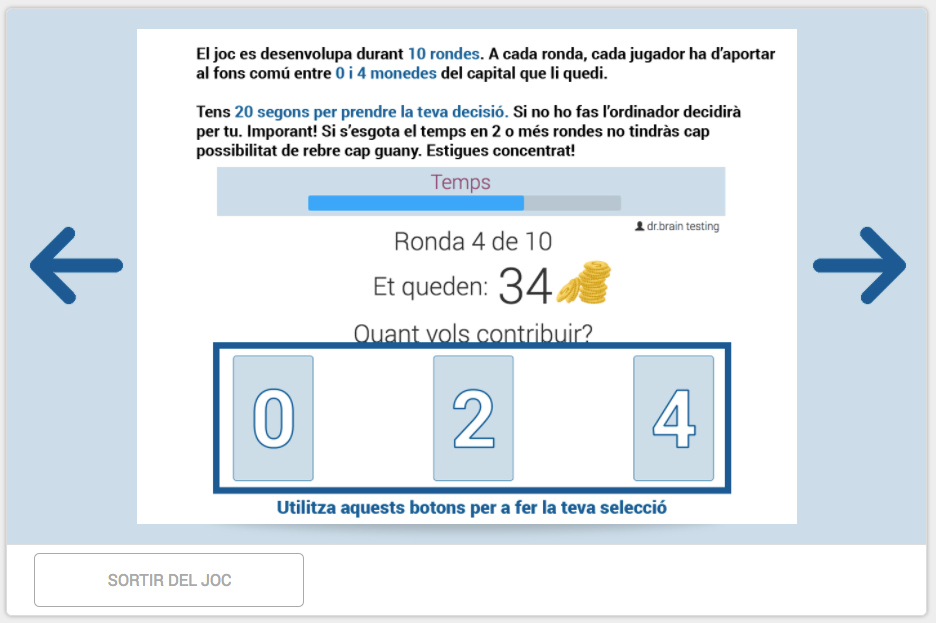 El joc es desenvolupa durant 10 rondes. A cada ronda, cada jugador ha d'aportar
al fons comú entre 0 i 4 monedes del capital que li quedi.
Tens 20 segons per prendre la teva decisió. Si no ho fas l'ordinador decidirà
per tu. Imporant! Si s'esgota el temps en 2 o més rondes no tindràs cap
possibilitat de rebre cap guany. Estigues concentrat!
Temps
dr.brain testing
Ronda 4 de 10
Et queden: 34
Quant vols contribuir?
0 2 4
Utilitza aquests botons per a fer la teva selecció
SORTIR DEL JOC